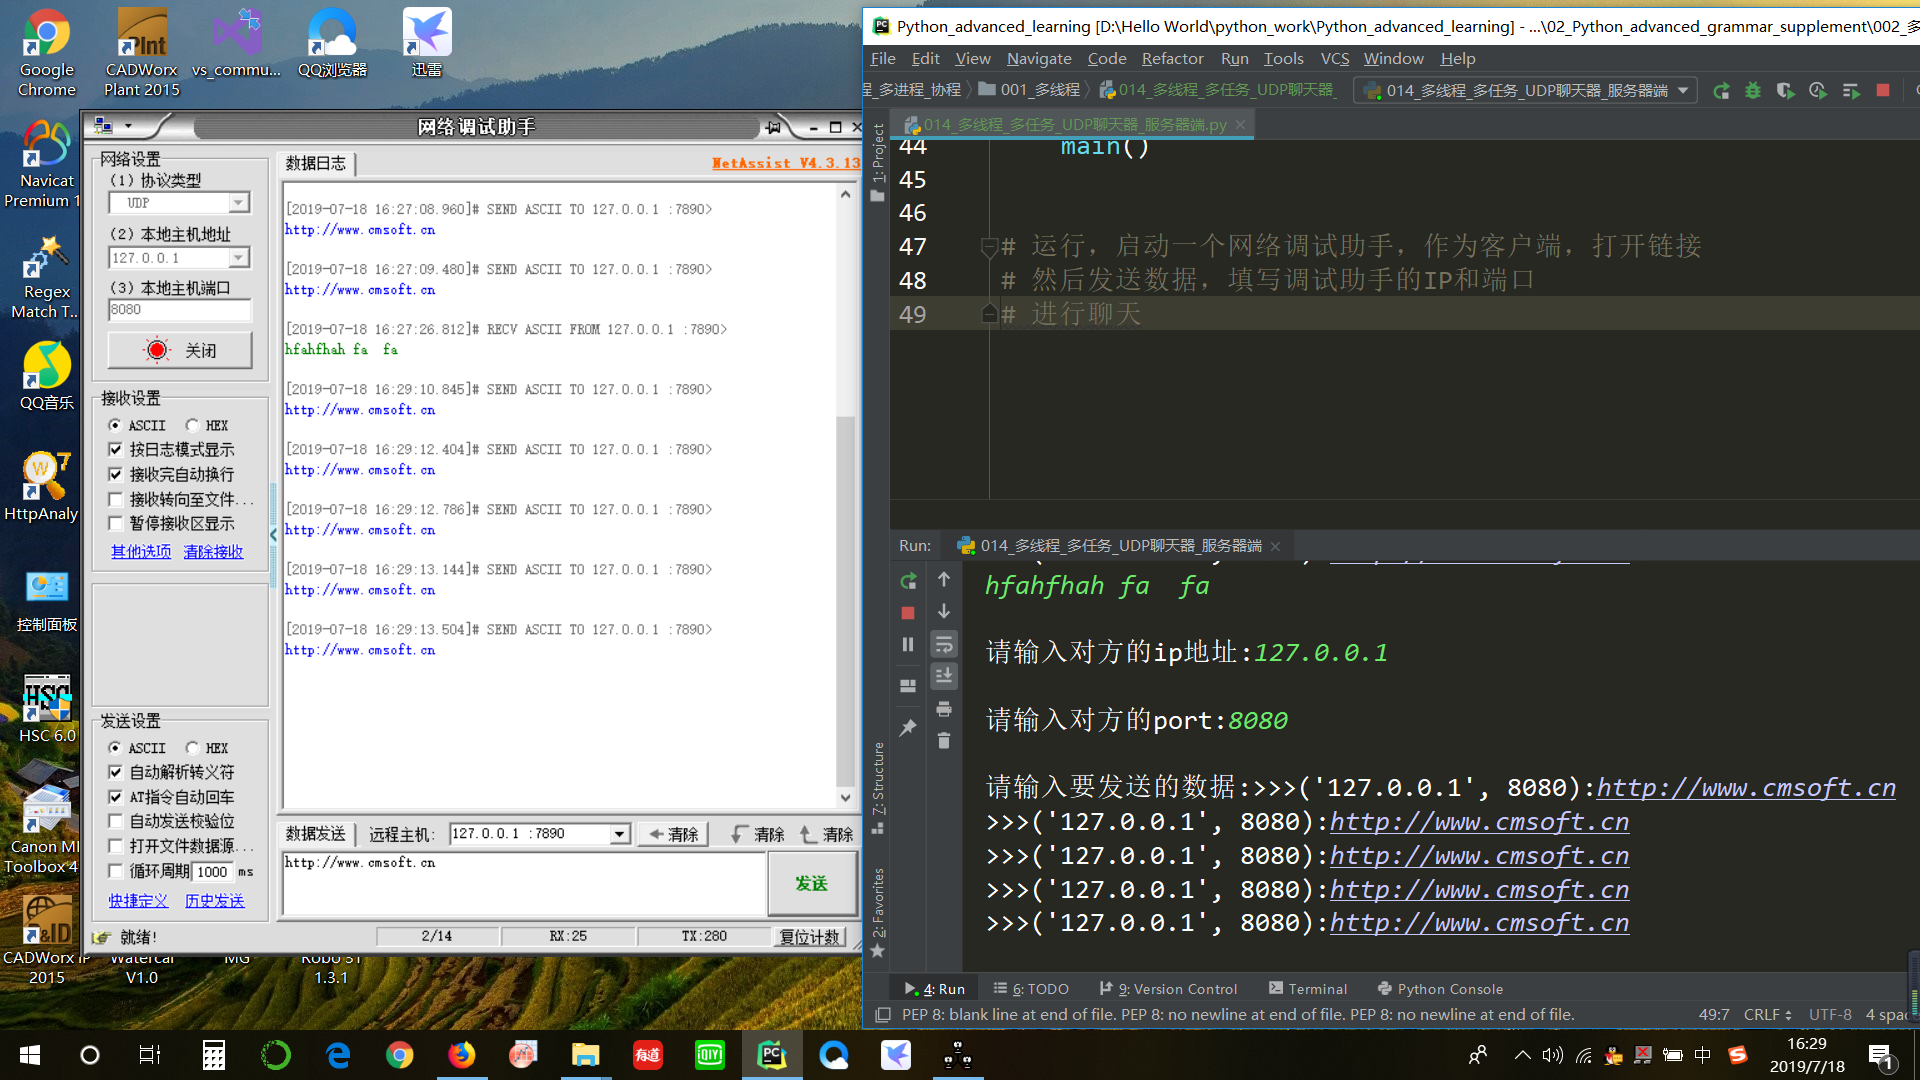 Google
Chrome
CADWorx
Plant 2015
vs_commu...
QQ浏览器
迅雷
Navicat
Premium 1
Regex
Match T..
QQ音乐
HttpAnaly
控制面板
HSC 6.0
Canon MF
Toolbox 4
CADWorx IP
2015
V1.0
1.3.1
网络调试助手
网络设置
(1) 协议类型
UDP
(2) 本地主机地址
127.0.0.1
(3) 本地主机端口
8080
关闭
接收设置
ASCII HEX
按日志模式显示
接收完自动换行
接收转向至文件...
暂停接收区显示
其他选项 清除接收
发送设置
ASCII HEX
自动解析转义符
AT指令自动回车
自动发送校验位
打开文件数据源...
循环周期 1000 ms
快捷定义 历史发送
就绪!
数据日志
NetAssist V4.3.13
[2019-07-18 16:27:08.960]# SEND ASCII TO 127.0.0.1 :7890>
http://www.cmsoft.cn
[2019-07-18 16:27:09.480]# SEND ASCII TO 127.0.0.1 :7890>
http://www.cmsoft.cn
[2019-07-18 16:27:26.812]# RECV ASCII FROM 127.0.0.1 :7890>
hfahfhah fa  fa
[2019-07-18 16:29:10.845]# SEND ASCII TO 127.0.0.1 :7890>
http://www.cmsoft.cn
[2019-07-18 16:29:12.404]# SEND ASCII TO 127.0.0.1 :7890>
http://www.cmsoft.cn
[2019-07-18 16:29:12.786]# SEND ASCII TO 127.0.0.1 :7890>
http://www.cmsoft.cn
[2019-07-18 16:29:13.144]# SEND ASCII TO 127.0.0.1 :7890>
http://www.cmsoft.cn
[2019-07-18 16:29:13.504]# SEND ASCII TO 127.0.0.1 :7890>
http://www.cmsoft.cn
数据发送 远程主机: 127.0.0.1 :7890 清除 清除 清除
http://www.cmsoft.cn
发送
2/14 RX:25 TX:280 复位计数
Python_advanced_learning [D:\Hello World\python_work\Python_advanced_learning] - ...\02_Python_advanced_grammar_supplement\002_多
File Edit View Navigate Code Refactor Run Tools VCS Window Help
程_多进程_协程 001_多线程 014_多线程_多任务_UDP聊天器_ 014_多线程_多任务_UDP聊天器_服务器端
014_多线程_多任务_UDP聊天器_服务器端.py
1: Project
44 main()
45
46
47 # 运行，启动一个网络调试助手，作为客户端，打开链接
48 # 然后发送数据，填写调试助手的IP和端口
49 # 进行聊天
Run: 014_多线程_多任务_UDP聊天器_服务器端
hfahfhah fa  fa
请输入对方的ip地址:127.0.0.1
请输入对方的port:8080
请输入要发送的数据:>>>('127.0.0.1', 8080):http://www.cmsoft.cn
>>>('127.0.0.1', 8080):http://www.cmsoft.cn
>>>('127.0.0.1', 8080):http://www.cmsoft.cn
>>>('127.0.0.1', 8080):http://www.cmsoft.cn
>>>('127.0.0.1', 8080):http://www.cmsoft.cn
7: Structure
2: Favorites
4: Run 6: TODO 9: Version Control Terminal Python Console
PEP 8: blank line at end of file. PEP 8: no newline at end of file. PEP 8: no newline at end of file.
49:7 CRLF UTF-8 4 spac
中
16:29
2019/7/18
1